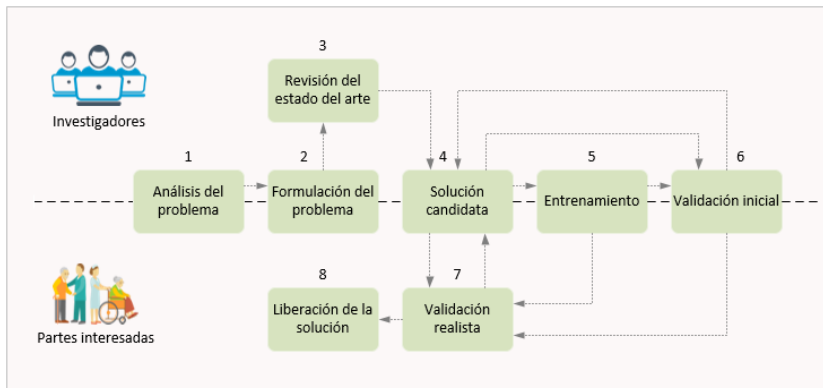 3
Revisión del
estado del arte
Investigadores
1
Análisis del
problema
2
Formulación del
problema
4
Solución
candidata
5
Entrenamiento
6
Validación inicial
8
Liberación de la
solución
7
Validación
realista
Partes interesadas